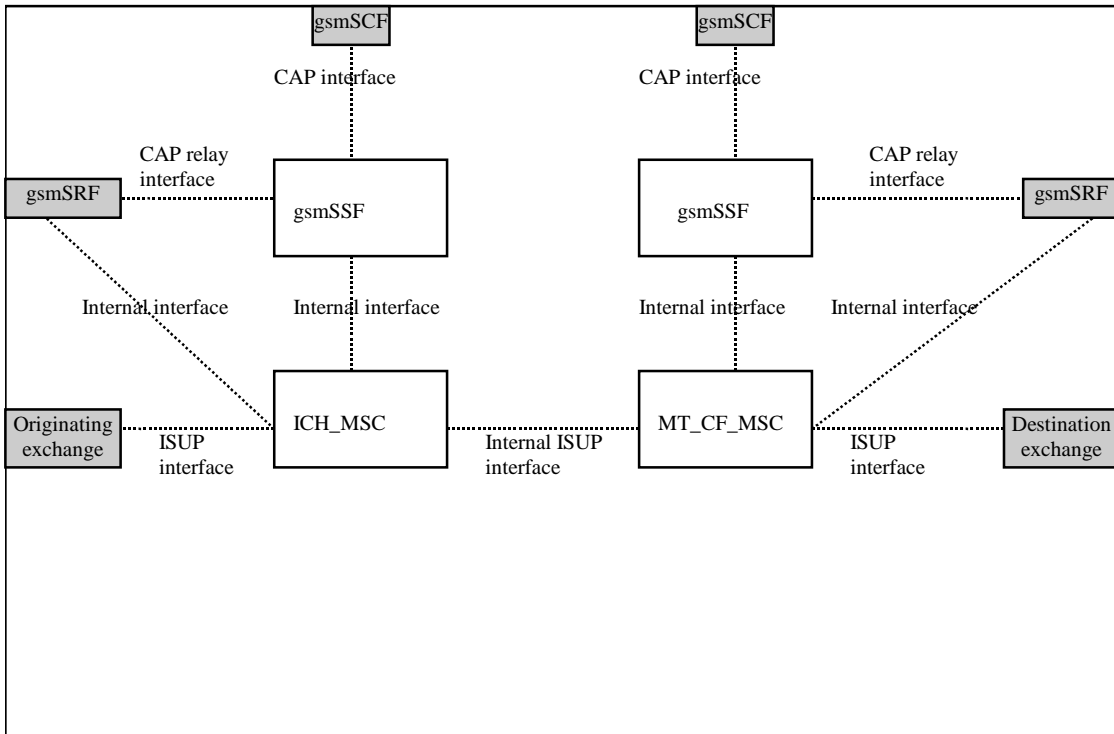 gsmSCF
gsmSCF
CAP interface
CAP interface
CAP relay
interface
CAP relay
interface
gsmSRF
gsmSSF
gsmSSF
gsmSRF
Internal interface
Internal interface
Internal interface
Internal interface
Originating
exchange
ISUP
interface
ICH_MSC
Internal ISUP
interface
MT_CF_MSC
ISUP
interface
Destination
exchange